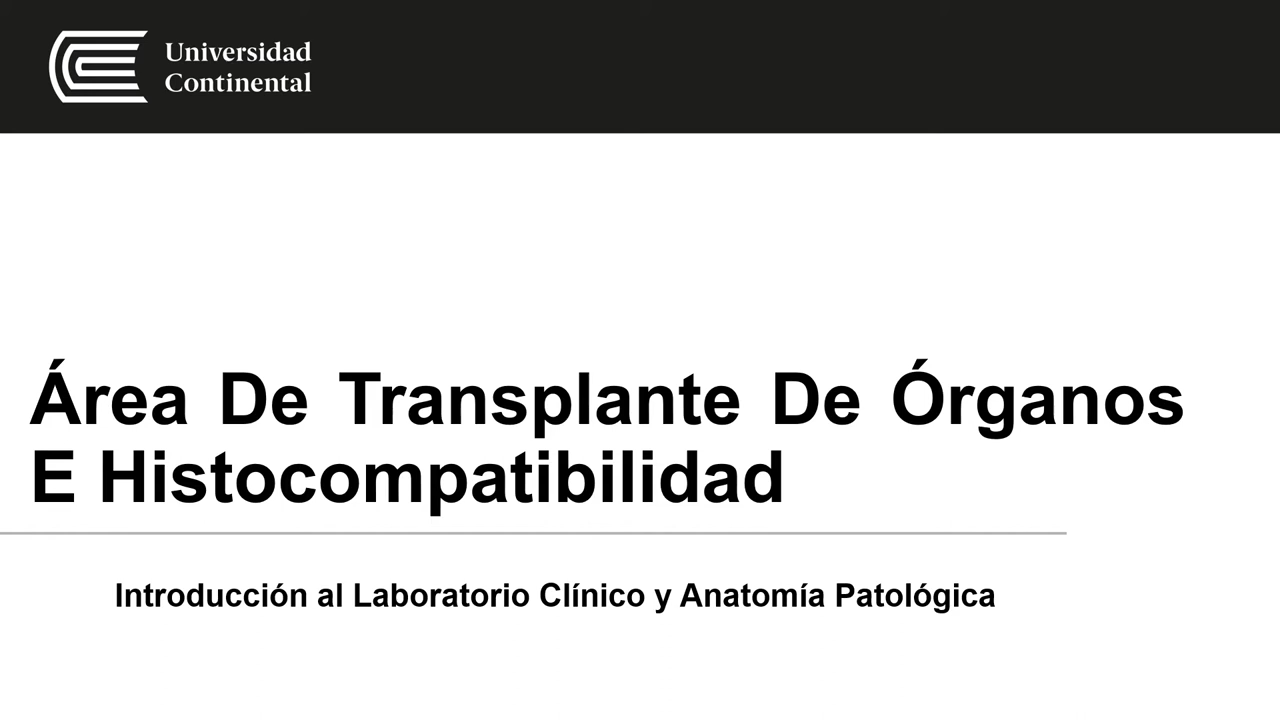 Universidad
Continental
Área De Transplante De Órganos
E Histocompatibilidad
Introducción al Laboratorio Clínico y Anatomía Patológica